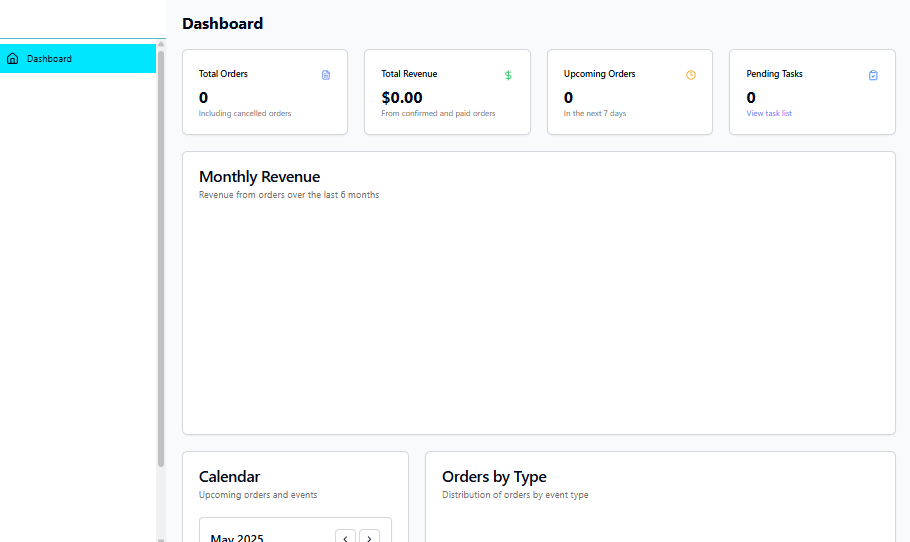 Dashboard
Dashboard
Total Orders
0
Including cancelled orders
Total Revenue
$0.00
From confirmed and paid orders
Upcoming Orders
0
In the next 7 days
Pending Tasks
0
View task list
Monthly Revenue
Revenue from orders over the last 6 months
Calendar
Upcoming orders and events
May 2025
Orders by Type
Distribution of orders by event type